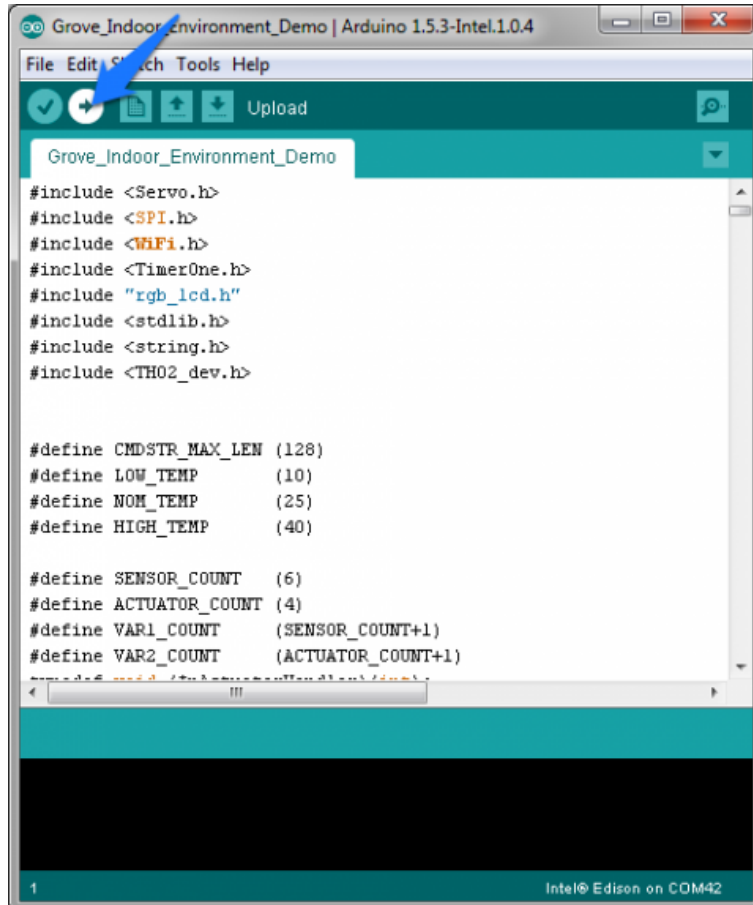 Grove_Indoor_Environment_Demo | Arduino 1.5.3-Intel.1.0.4
File Edit Sketch Tools Help
Upload
Grove_Indoor_Environment_Demo
#include <Servo.h>
#include <SPI.h>
#include <WiFi.h>
#include <TimerOne.h>
#include "rgb_lcd.h"
#include <stdlib.h>
#include <string.h>
#include <TH02_dev.h>
#define CMDSTR_MAX_LEN (128)
#define LOW_TEMP (10)
#define NOM_TEMP (25)
#define HIGH_TEMP (40)
#define SENSOR_COUNT (6)
#define ACTUATOR_COUNT (4)
#define VAR1_COUNT (SENSOR_COUNT+1)
#define VAR2_COUNT (ACTUATOR_COUNT+1)
1 Intel® Edison on COM42